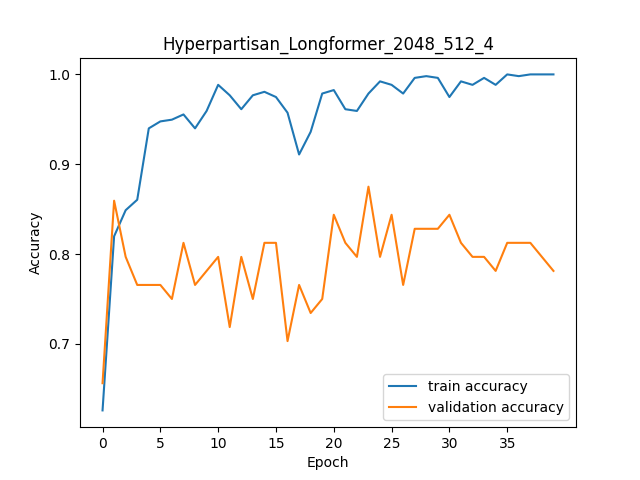 Hyperpartisan_Longformer_2048_512_4
1.0
0.9
0.8
0.7
Accuracy
train accuracy
validation accuracy
0 5 10 15 20 25 30 35
Epoch